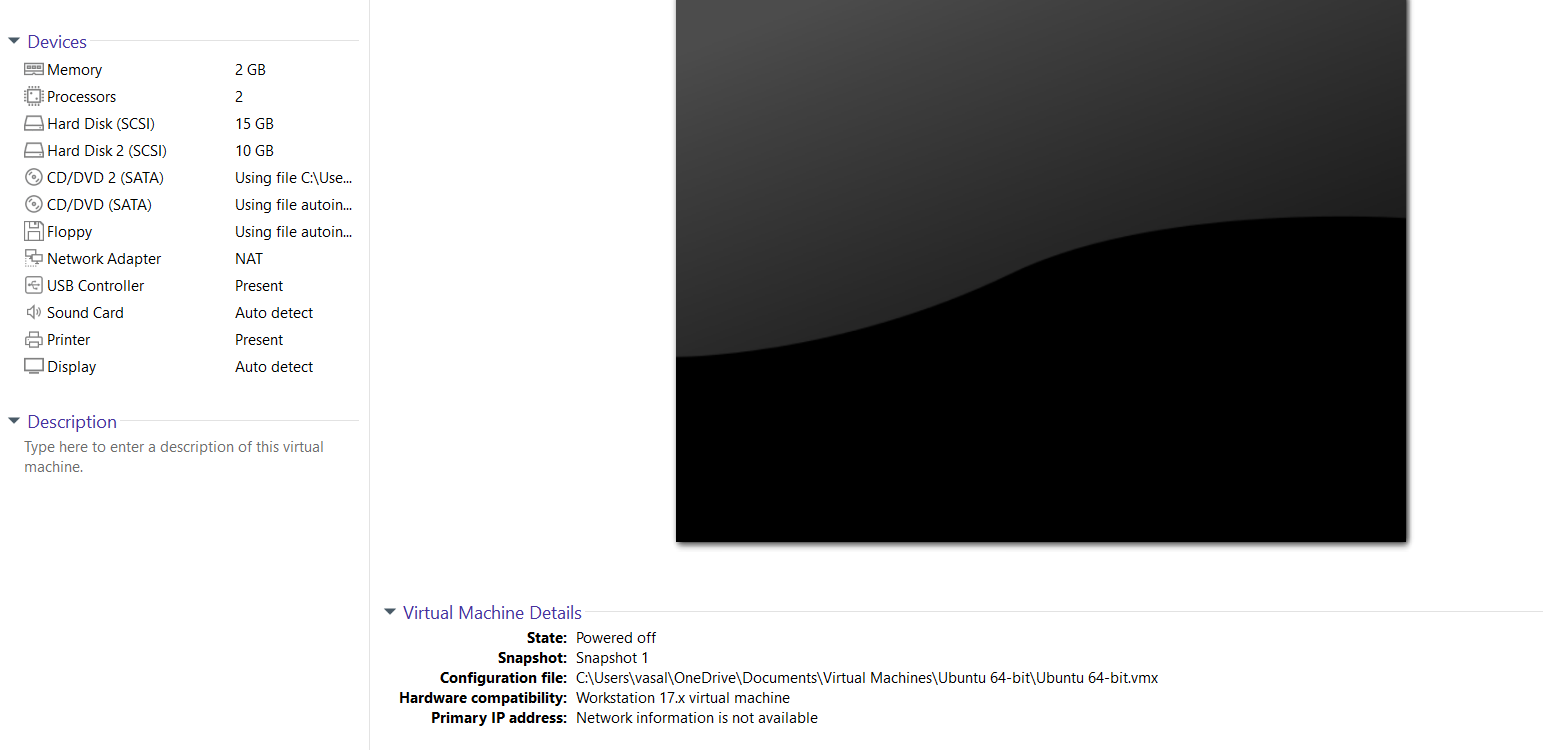 Devices
Memory 2 GB
Processors 2
Hard Disk (SCSI) 15 GB
Hard Disk 2 (SCSI) 10 GB
CD/DVD 2 (SATA) Using file C:\Use...
CD/DVD (SATA) Using file autoin...
Floppy Using file autoin...
Network Adapter NAT
USB Controller Present
Sound Card Auto detect
Printer Present
Display Auto detect
Description
Type here to enter a description of this virtual
machine.
Virtual Machine Details
State: Powered off
Snapshot: Snapshot 1
Configuration file: C:\Users\vasal\OneDrive\Documents\Virtual Machines\Ubuntu 64-bit\Ubuntu 64-bit.vmx
Hardware compatibility: Workstation 17.x virtual machine
Primary IP address: Network information is not available